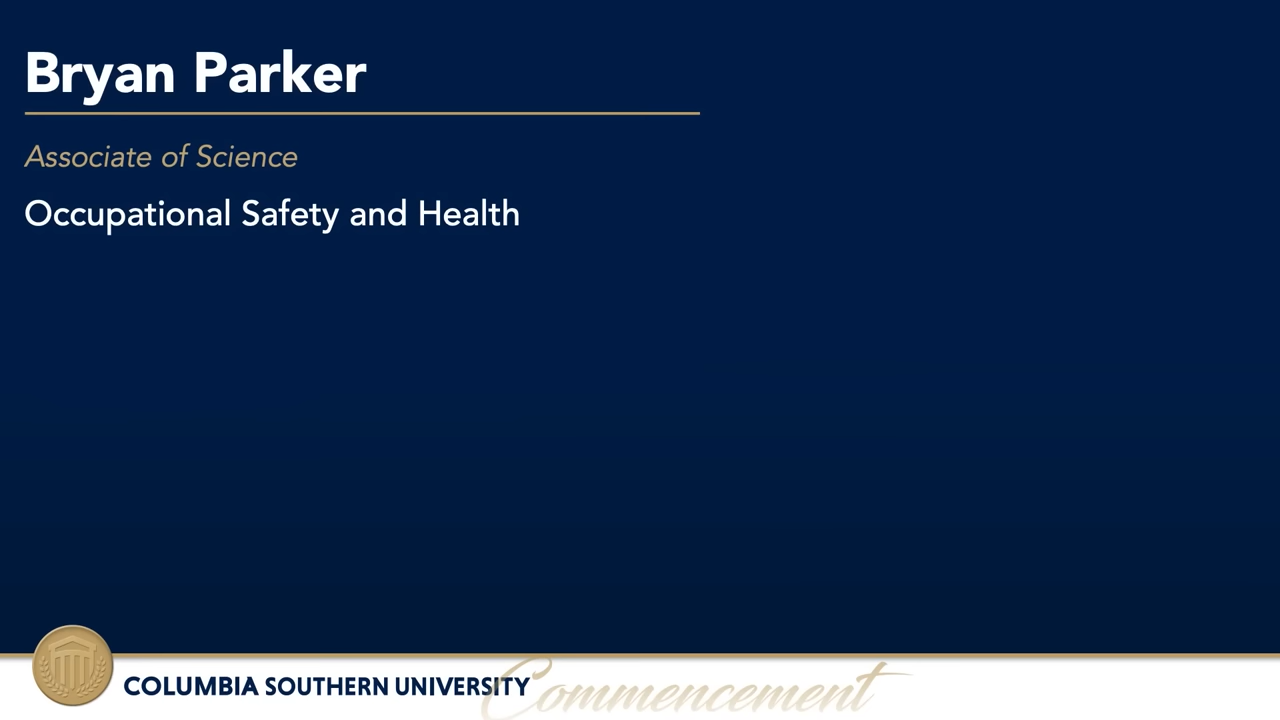 Bryan Parker
Associate of Science
Occupational Safety and Health
COLUMBIA SOUTHERN UNIVERSITY
Commencement